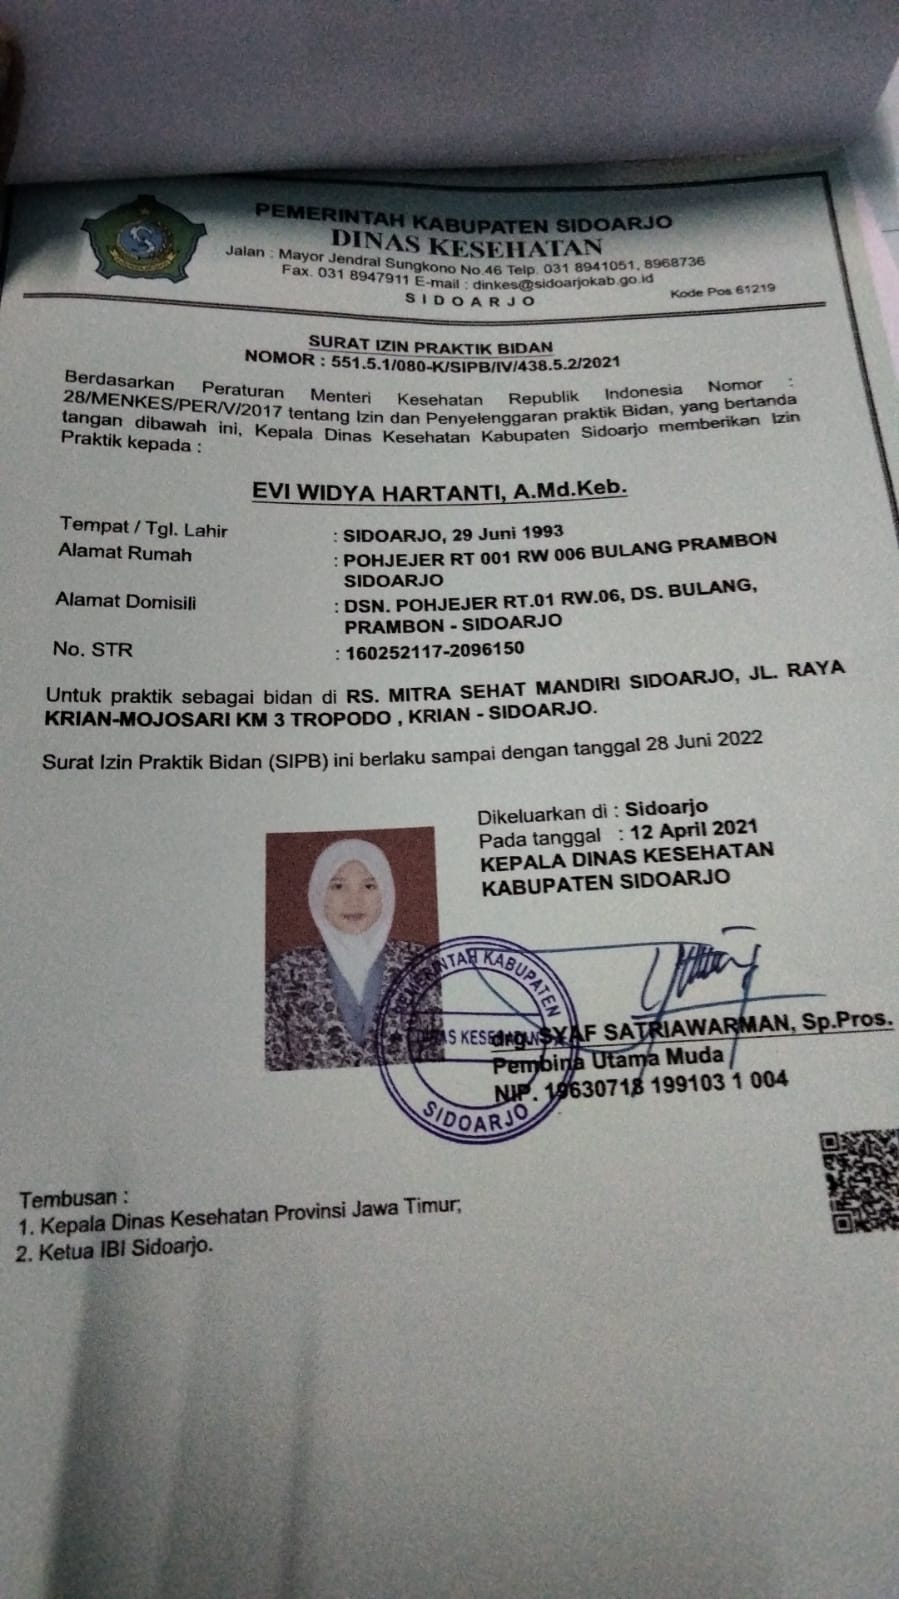 PEMERINTAH KABUPATEN SIDOARJO
DINAS KESEHATAN
Jalan : Mayor Jendral Sungkono No.46 Telp. 031 8941051, 8968736
Fax. 031 8947911 E-mail : dinkes@sidoarjokab.go.id
SIDOARJO
Kode Pos 61219
SURAT IZIN PRAKTIK BIDAN
NOMOR : 551.5.1/080-K/SIPB/IV/438.5.2/2021
Berdasarkan Peraturan Menteri Kesehatan Republik Indonesia Nomor :
28/MENKES/PER/V/2017 tentang Izin dan Penyelenggaran praktik Bidan, yang bertanda
tangan dibawah ini, Kepala Dinas Kesehatan Kabupaten Sidoarjo memberikan Izin
Praktik kepada :
EVI WIDYA HARTANTI, A.Md.Keb.
Tempat / Tgl. Lahir : SIDOARJO, 29 Juni 1993
Alamat Rumah : POHJEJER RT 001 RW 006 BULANG PRAMBON
SIDOARJO
Alamat Domisili : DSN. POHJEJER RT.01 RW.06, DS. BULANG,
PRAMBON - SIDOARJO
No. STR : 160252117-2096150
Untuk praktik sebagai bidan di RS. MITRA SEHAT MANDIRI SIDOARJO, JL. RAYA
KRIAN-MOJOSARI KM 3 TROPODO , KRIAN - SIDOARJO.
Surat Izin Praktik Bidan (SIPB) ini berlaku sampai dengan tanggal 28 Juni 2022
Dikeluarkan di : Sidoarjo
Pada tanggal : 12 April 2021
KEPALA DINAS KESEHATAN
KABUPATEN SIDOARJO
PEMERINTAH KABUPATEN
DINAS KESEHATAN
SIDOARJO
drg. SYAF SATRIAWARMAN, Sp.Pros.
Pembina Utama Muda
NIP. 19630718 199103 1 004
Tembusan :
1. Kepala Dinas Kesehatan Provinsi Jawa Timur;
2. Ketua IBI Sidoarjo.